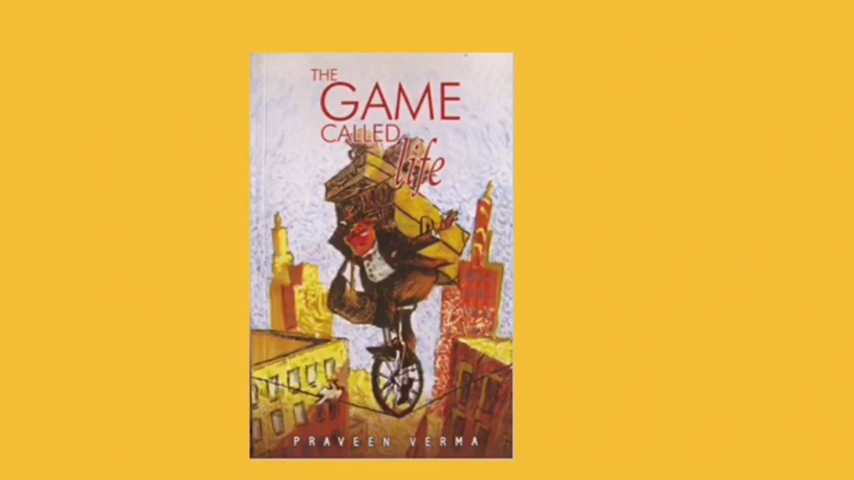 THE
GAME
CALLED
life
PRAVEEN VERMA